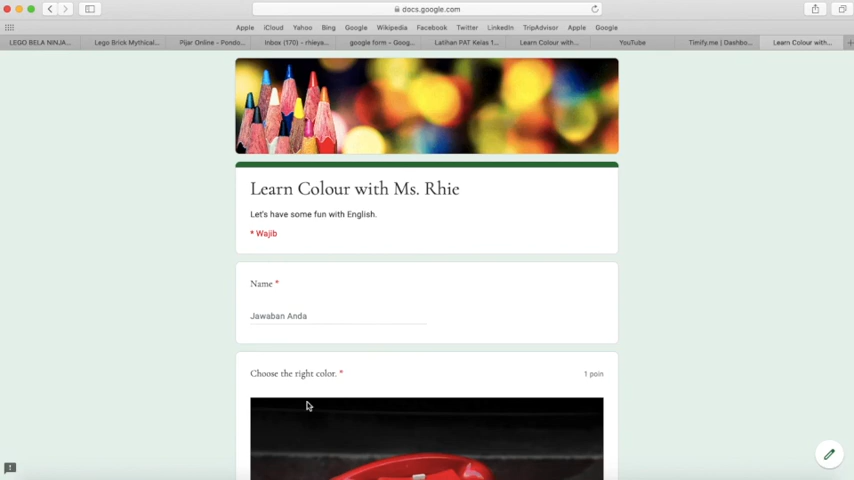 docs.google.com
Apple iCloud Yahoo Bing Google Wikipedia Facebook Twitter LinkedIn TripAdvisor Apple Google
LEGO BELA NINJA... Lego Brick Mythical... Pijar Online - Pondo... Inbox (170) - rhieya... google form - Goog... Latihan PAT Kelas 1... Learn Colour with... YouTube Timify.me | Dashbo... Learn Colour with...
Learn Colour with Ms. Rhie
Let's have some fun with English.
* Wajib
Name *
Jawaban Anda
Choose the right color. * 1 poin